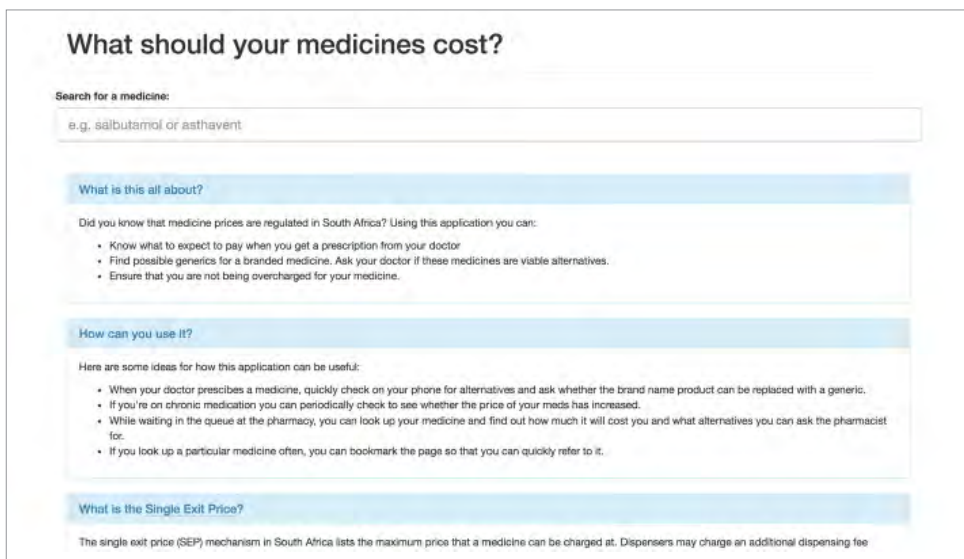 What should your medicines cost?
Search for a medicine:
e.g. salbutamol or asthavent
What is this all about?
Did you know that medicine prices are regulated in South Africa? Using this application you can:
• Know what to expect to pay when you get a prescription from your doctor
• Find possible generics for a branded medicine. Ask your doctor if these medicines are viable alternatives.
• Ensure that you are not being overcharged for your medicine.
How can you use it?
Here are some ideas for how this application can be useful:
• When your doctor prescibes a medicine, quickly check on your phone for alternatives and ask whether the brand name product can be replaced with a generic.
• If you're on chronic medication you can periodically check to see whether the price of your meds has increased.
• While waiting in the queue at the pharmacy, you can look up your medicine and find out how much it will cost you and what alternatives you can ask the pharmacist
for.
• If you look up a particular medicine often, you can bookmark the page so that you can quickly refer to it.
What is the Single Exit Price?
The single exit price (SEP) mechanism in South Africa lists the maximum price that a medicine can be charged at. Dispensers may charge an additional dispensing fee